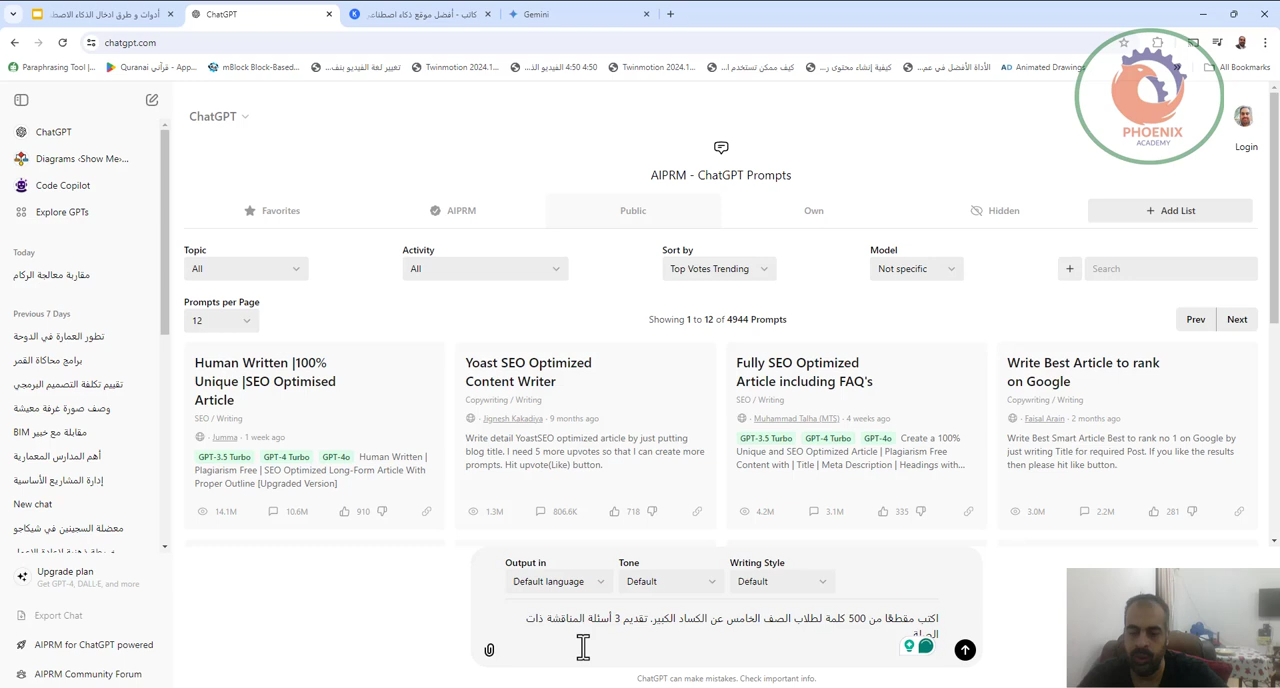 أدوات و طرق ادخال الذكاء الاصط
ChatGPT
كاتب - أفضل موقع ذكاء اصطناعي
Gemini
chatgpt.com
Paraphrasing Tool |...
Quranai - قرآني - App...
mBlock Block-Based...
تغيير لغة الفيديو بنف...
Twinmotion 2024.1...
كيف ممكن تستخدم ا...
كيفية إنشاء محتوى ر...
الأداة الأفضل في عم...
Animated Drawings
All Bookmarks
PHOENIX
ACADEMY
ChatGPT
Login
ChatGPT
Diagrams ‹Show Me›...
Code Copilot
Explore GPTs
Today
مقاربة معالجة الركام
Previous 7 Days
تطور العمارة في الدوحة
برامج محاكاة القمر
تقييم تكلفة التصميم البرمجي
وصف صورة غرفة معيشة
مقابلة مع خبير BIM
أهم المدارس المعمارية
إدارة المشاريع الأساسية
New chat
معضلة السجينين في شيكاجو
Upgrade plan
Get GPT-4, DALL·E, and more
Export Chat
AIPRM for ChatGPT powered
AIPRM Community Forum
AIPRM - ChatGPT Prompts
Favorites
AIPRM
Public
Own
Hidden
+ Add List
Topic
Activity
Sort by
Model
All
All
Top Votes Trending
Not specific
+
Search
Prompts per Page
12
Showing 1 to 12 of 4944 Prompts
Prev
Next
Human Written |100%
Unique |SEO Optimised
Article
SEO / Writing
Jumma · 1 week ago
GPT-3.5 Turbo GPT-4 Turbo GPT-4o Human Written |
Plagiarism Free | SEO Optimized Long-Form Article With
Proper Outline [Upgraded Version]
14.1M 10.6M 910
Yoast SEO Optimized
Content Writer
Copywriting / Writing
Jignesh Kakadiya · 9 months ago
Write detail YoastSEO optimized article by just putting
blog title. I need 5 more upvotes so that I can create more
prompts. Hit upvote(Like) button.
1.3M 806.6K 718
Fully SEO Optimized
Article including FAQ's
SEO / Writing
Muhammad Talha (MTS) · 4 weeks ago
GPT-3.5 Turbo GPT-4 Turbo GPT-4o Create a 100%
Unique and SEO Optimized Article | Plagiarism Free
Content with | Title | Meta Description | Headings with...
4.2M 3.1M 335
Write Best Article to rank
on Google
Copywriting / Writing
Faisal Arain · 2 months ago
Write Best Smart Article Best to rank no 1 on Google by
just writing Title for required Post. If you like the results
then please hit like button.
3.0M 2.2M 281
Output in
Tone
Writing Style
Default language
Default
Default
اكتب مقطعًا من 500 كلمة لطلاب الصف الخامس عن الكساد الكبير. تقديم 3 أسئلة المناقشة ذات
الصلة
ChatGPT can make mistakes. Check important info.